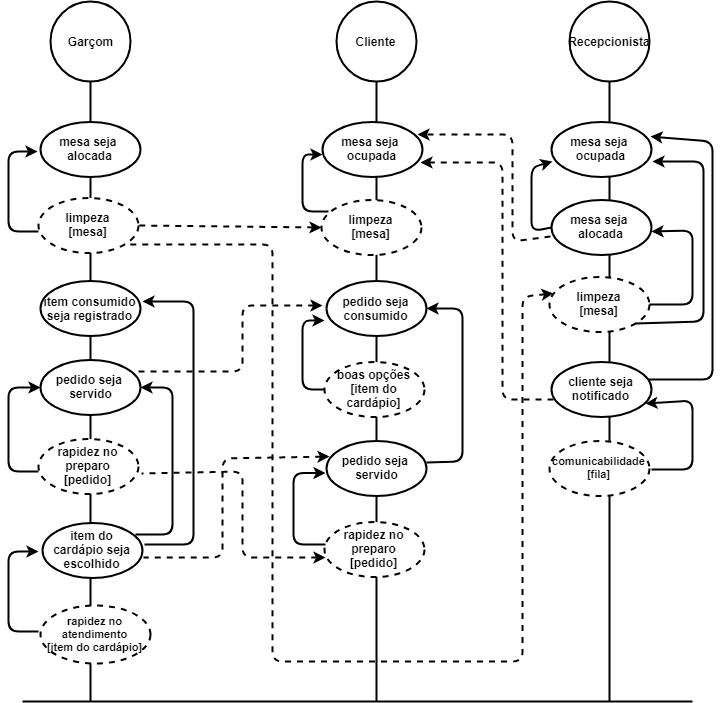 Garçom
Cliente
Recepcionista
mesa seja
alocada
limpeza
[mesa]
item consumido
seja registrado
pedido seja
servido
rapidez no
preparo
[pedido]
item do
cardápio seja
escolhido
rapidez no
atendimento
[item do cardápio]
mesa seja
ocupada
limpeza
[mesa]
pedido seja
consumido
boas opções
[item do
cardápio]
pedido seja
servido
rapidez no
preparo
[pedido]
mesa seja
ocupada
mesa seja
alocada
limpeza
[mesa]
cliente seja
notificado
comunicabilidade
[fila]